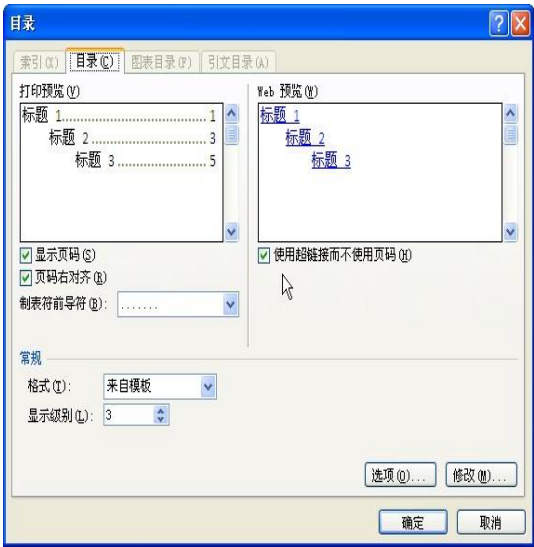 目录
索引(X) 目录(C) 图表目录(F) 引文目录(A)
打印预览(V)
标题 1........................ 1
标题 2................... 3
标题 3............... 5
Web 预览(W)
标题 1
标题 2
标题 3
显示页码(S)
页码右对齐(R)
制表符前导符(B): .......
使用超链接而不使用页码(H)
常规
格式(T): 来自模板
显示级别(L): 3
选项(O)... 修改(M)...
确定 取消